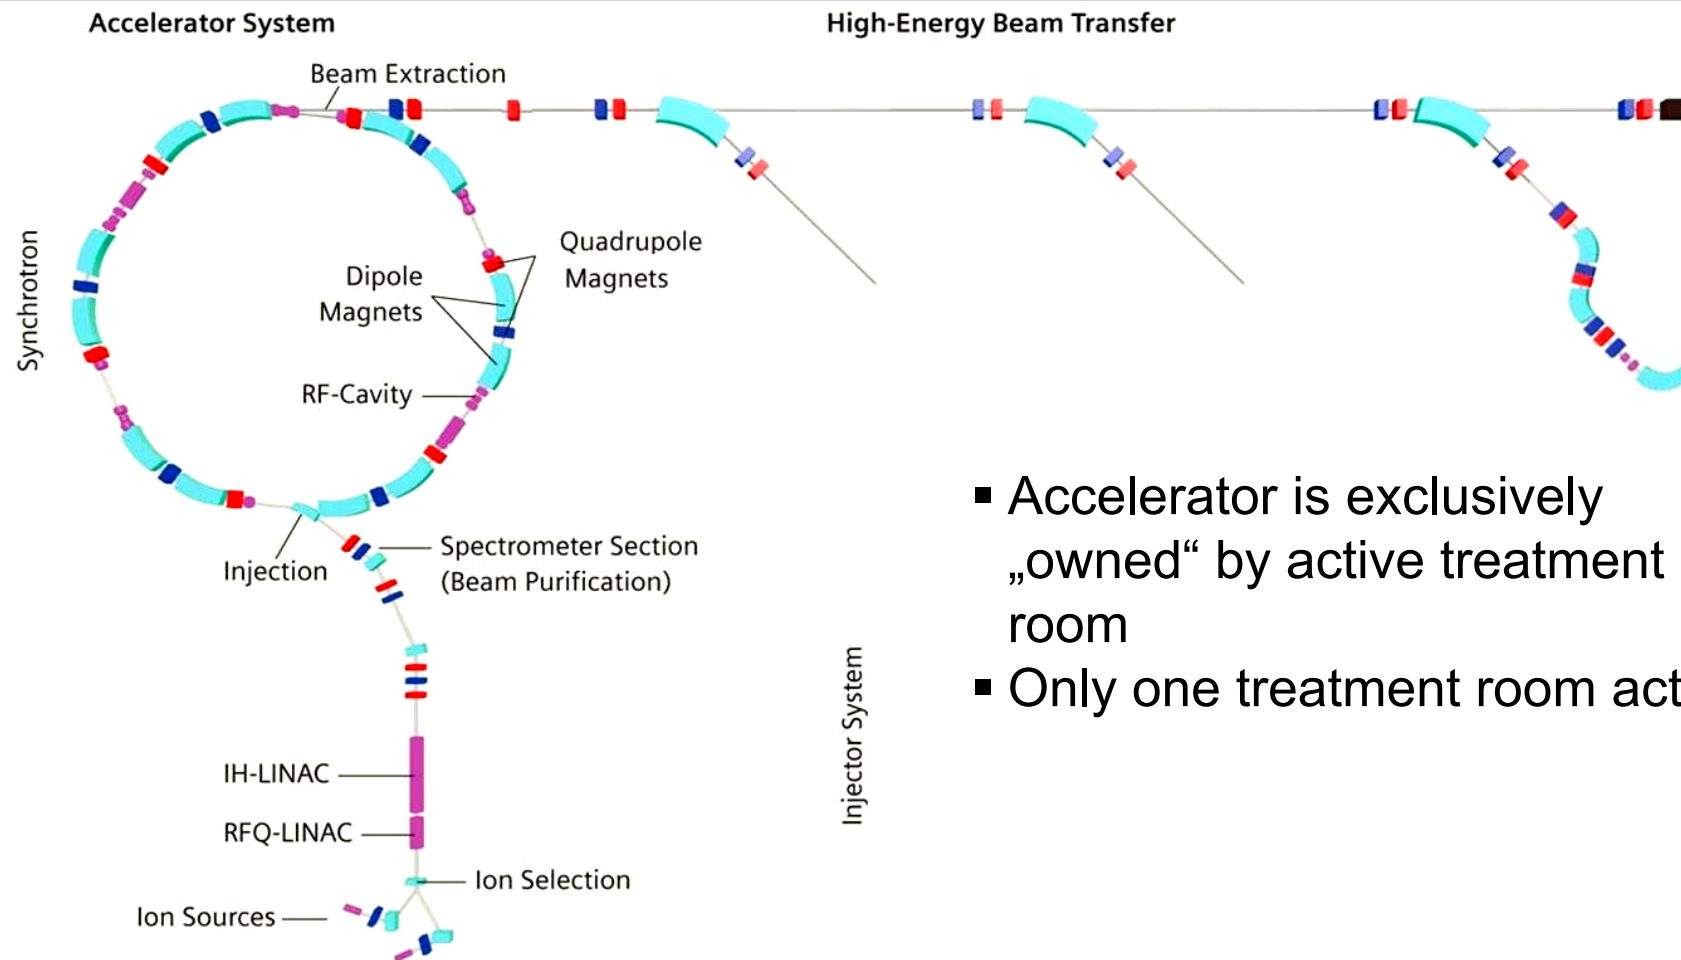 Accelerator System
High-Energy Beam Transfer
Beam Extraction
Synchrotron
Quadrupole
Magnets
Dipole
Magnets
RF-Cavity
Injection
Spectrometer Section
(Beam Purification)
▪ Accelerator is exclusively
„owned“ by active treatment
room
▪ Only one treatment room act
Injector System
IH-LINAC
RFQ-LINAC
Ion Selection
Ion Sources